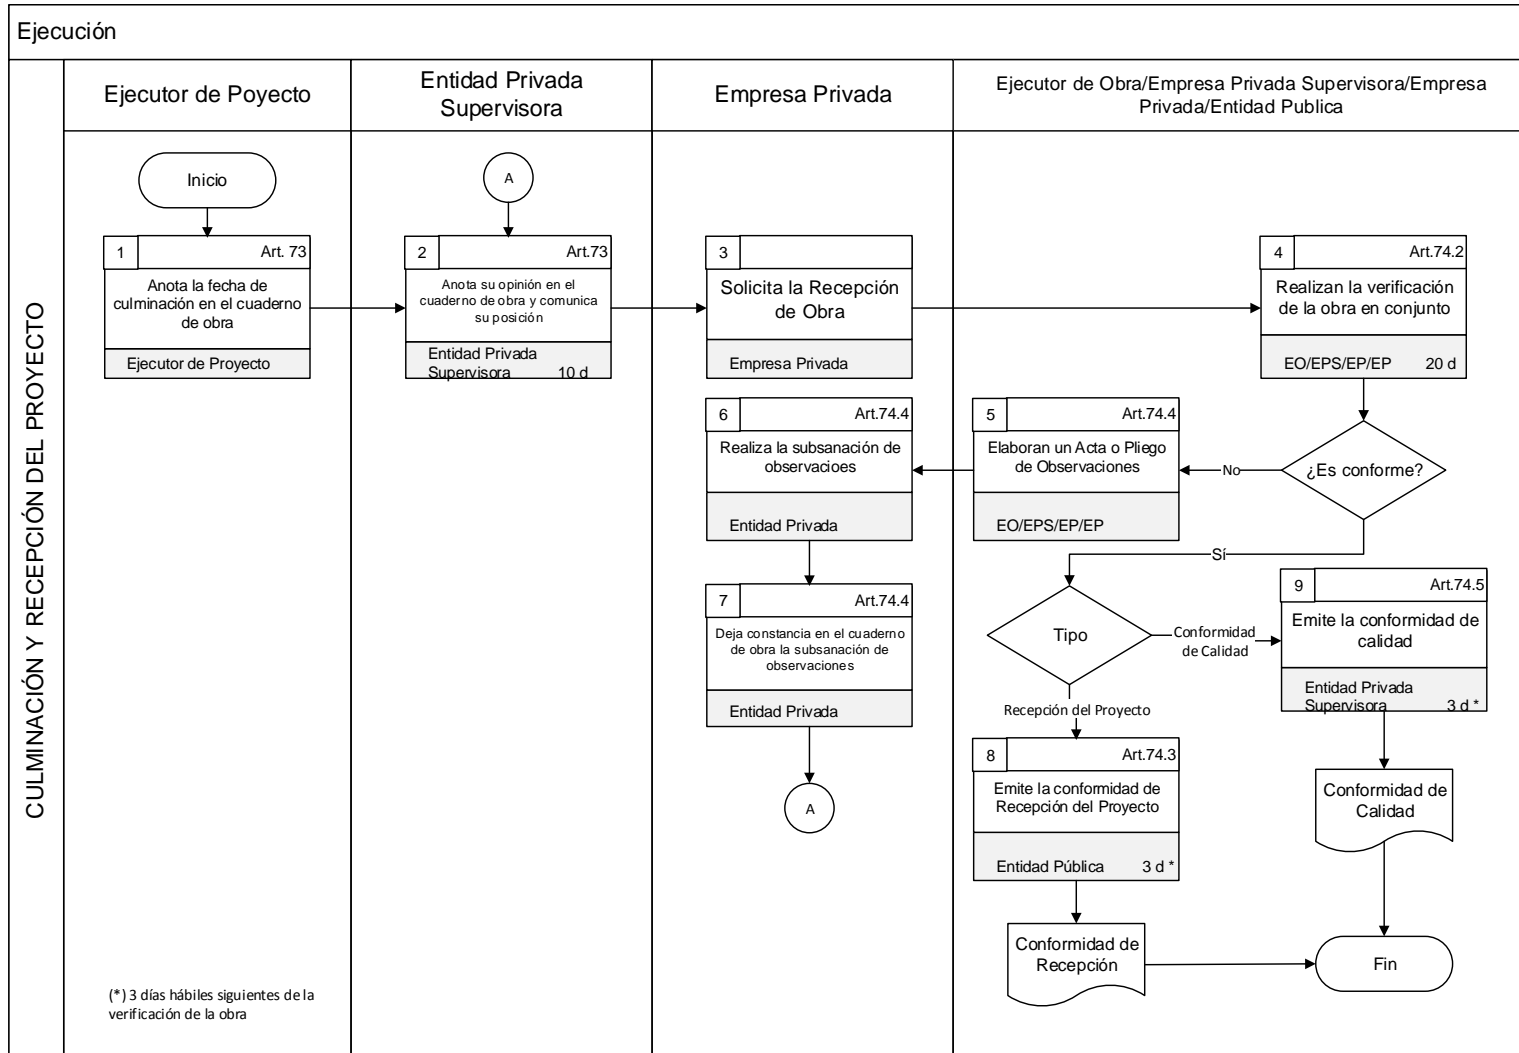 Ejecución
CULMINACIÓN Y RECEPCIÓN DEL PROYECTO
Ejecutor de Poyecto
Entidad Privada
Supervisora
Empresa Privada
Ejecutor de Obra/Empresa Privada Supervisora/Empresa
Privada/Entidad Publica
Inicio
A
1
Art. 73
Anota la fecha de
culminación en el cuaderno
de obra
Ejecutor de Proyecto
2
Art.73
Anota su opinión en el
cuaderno de obra y comunica
su posición
Entidad Privada
Supervisora 10 d
3
Solicita la Recepción
de Obra
Empresa Privada
4
Art.74.2
Realizan la verificación
de la obra en conjunto
EO/EPS/EP/EP 20 d
¿Es conforme?
No
Sí
5
Art.74.4
Elaboran un Acta o Pliego
de Observaciones
EO/EPS/EP/EP
6
Art.74.4
Realiza la subsanación de
observacioes
Entidad Privada
7
Art.74.4
Deja constancia en el cuaderno
de obra la subsanación de
observaciones
Entidad Privada
A
Tipo
Conformidad
de Calidad
Recepción del Proyecto
8
Art.74.3
Emite la conformidad de
Recepción del Proyecto
Entidad Pública 3 d *
Conformidad de
Recepción
9
Art.74.5
Emite la conformidad de
calidad
Entidad Privada
Supervisora 3 d *
Conformidad de
Calidad
Fin
(*) 3 días hábiles siguientes de la
verificación de la obra